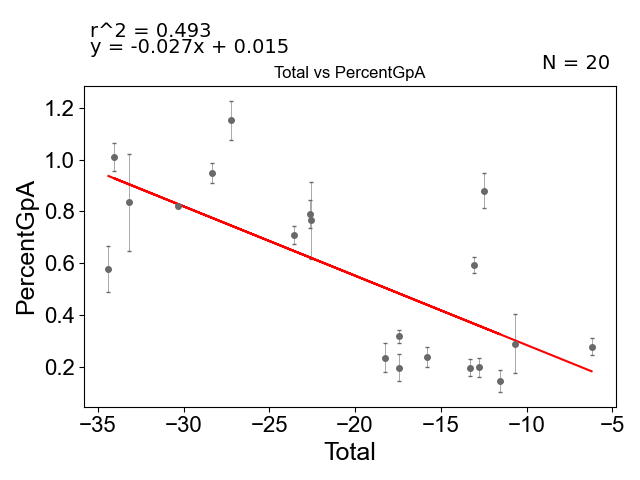 r^2 = 0.493
y = -0.027x + 0.015
N = 20
Total vs PercentGpA
1.2
1.0
0.8
0.6
0.4
0.2
PercentGpA
−35 −30 −25 −20 −15 −10 −5
Total